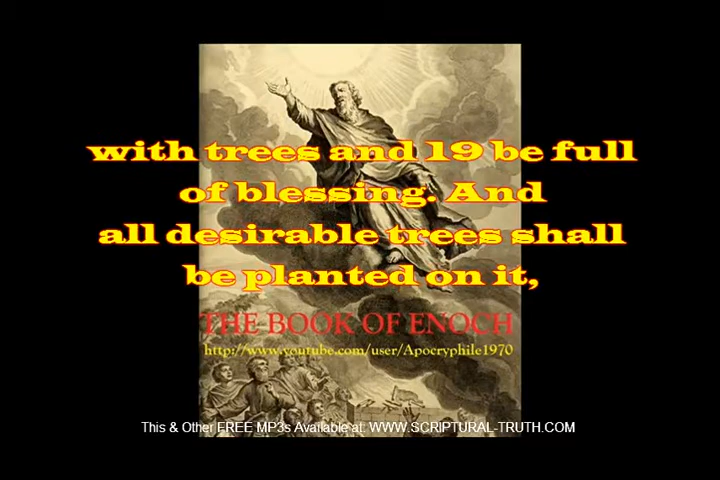 with trees and 19 be full
of blessing. And
all desirable trees shall
be planted on it,
THE BOOK OF ENOCH
http://www.youtube.com/user/Apocryphile1970
This & Other FREE MP3s Available at: WWW.SCRIPTURAL-TRUTH.COM